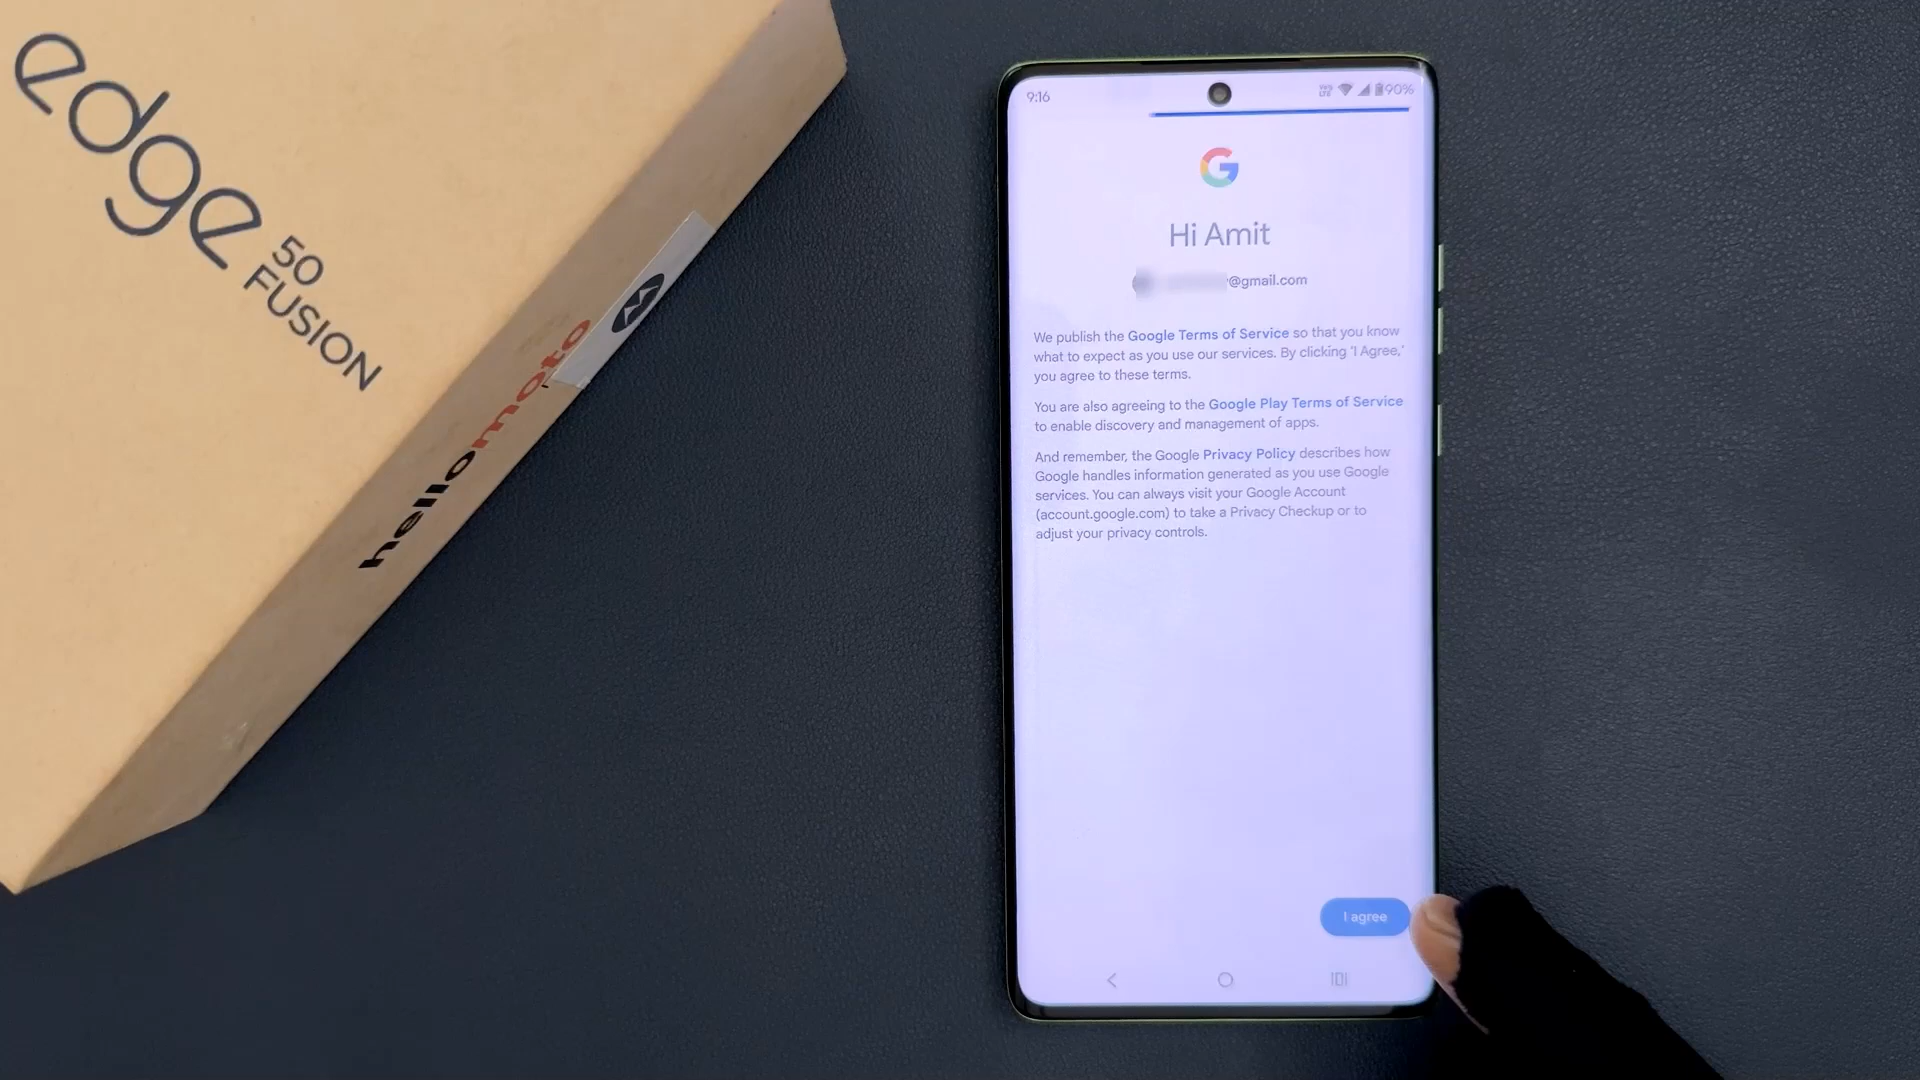 edge
50
FUSION
hellomoto
9:16
90%
G
Hi Amit
@gmail.com
We publish the Google Terms of Service so that you know
what to expect as you use our services. By clicking 'I Agree,'
you agree to these terms.
You are also agreeing to the Google Play Terms of Service
to enable discovery and management of apps.
And remember, the Google Privacy Policy describes how
Google handles information generated as you use Google
services. You can always visit your Google Account
(account.google.com) to take a Privacy Checkup or to
adjust your privacy controls.
I agree